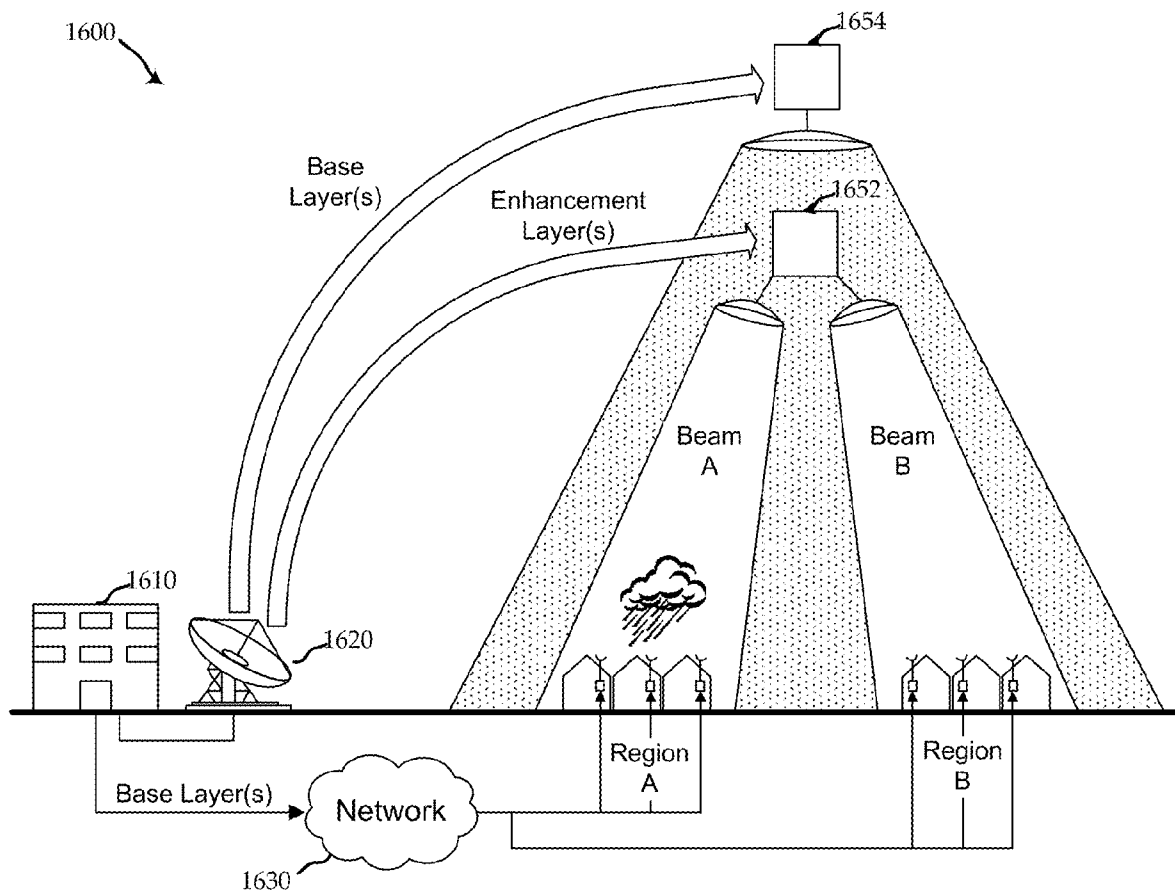 1600
1654
Base
Layer(s)
Enhancement
Layer(s)
1652
Beam
A
Beam
B
1610
1620
Region
A
Region
B
Base Layer(s)
Network
1630